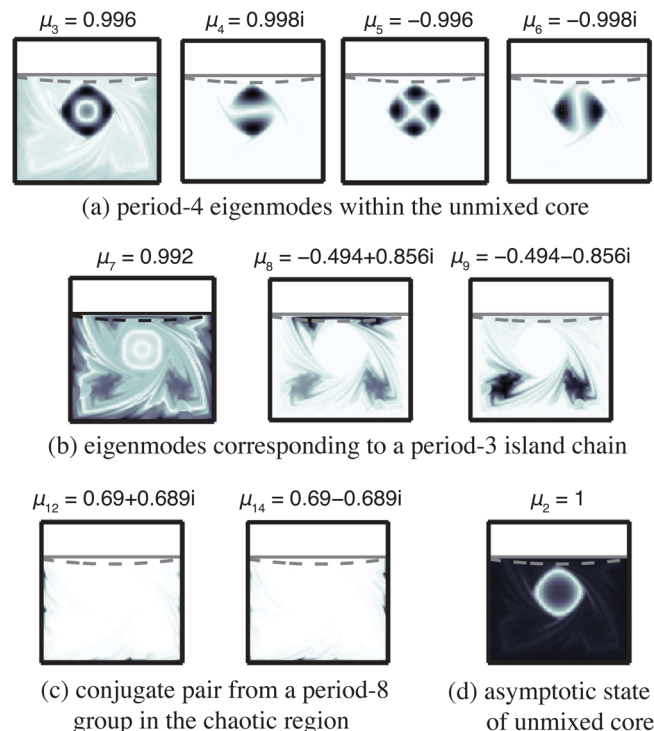 μ₃ = 0.996 μ₄ = 0.998i μ₅ = −0.996 μ₆ = −0.998i
(a) period-4 eigenmodes within the unmixed core
μ₇ = 0.992 μ₈ = −0.494+0.856i μ₉ = −0.494−0.856i
(b) eigenmodes corresponding to a period-3 island chain
μ₁₂ = 0.69+0.689i μ₁₄ = 0.69−0.689i
(c) conjugate pair from a period-8
group in the chaotic region
μ₂ = 1
(d) asymptotic state
of unmixed core